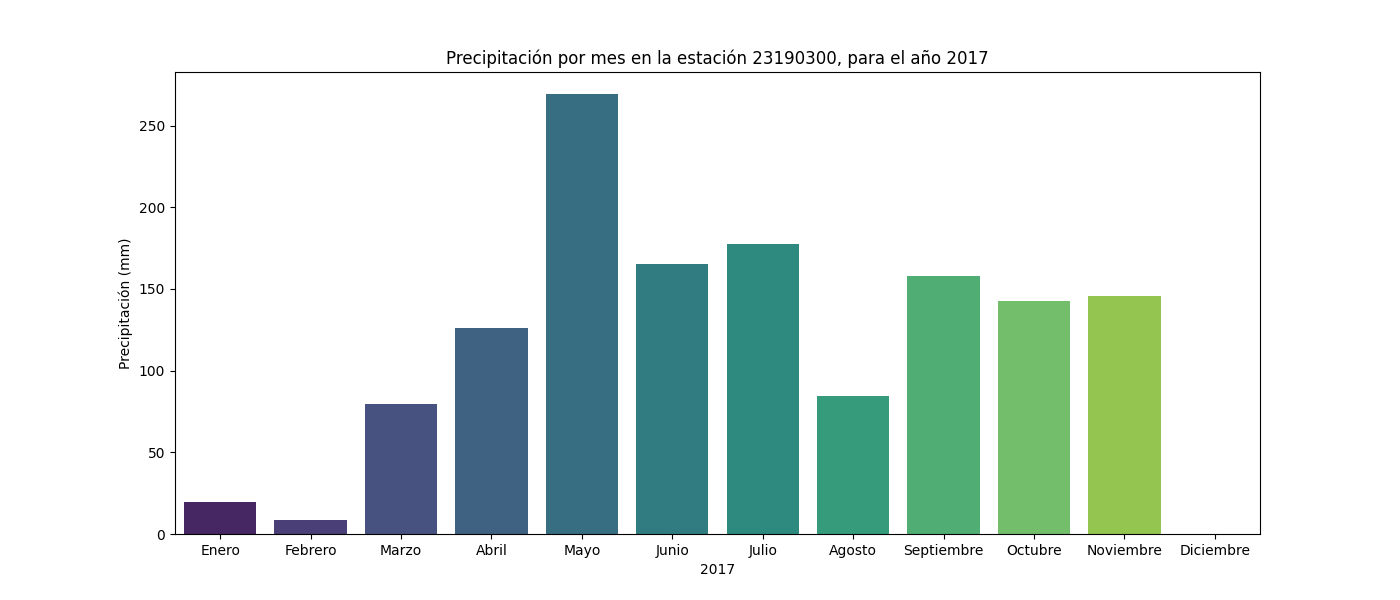 Precipitación por mes en la estación 23190300, para el año 2017
Precipitación (mm)
250
200
150
100
50
0
Enero Febrero Marzo Abril Mayo Junio Julio Agosto Septiembre Octubre Noviembre Diciembre
2017